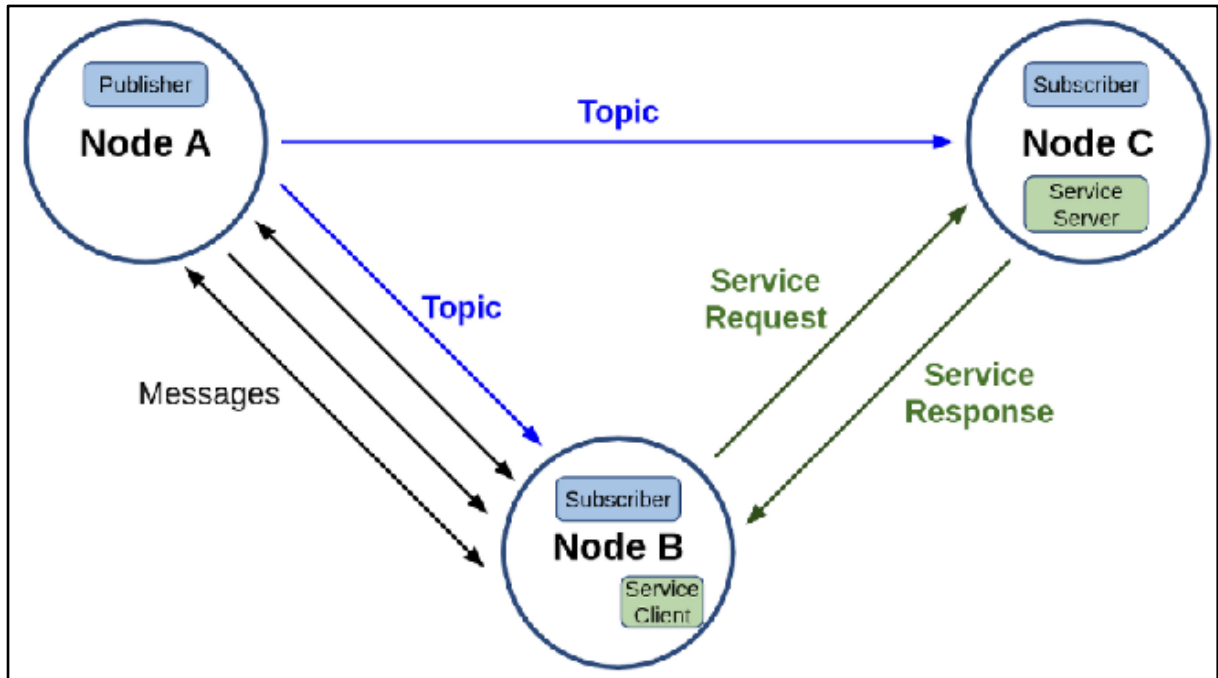 Publisher
Node A
Topic
Subscriber
Node C
Service
Server
Topic
Messages
Service
Request
Service
Response
Subscriber
Node B
Service
Client